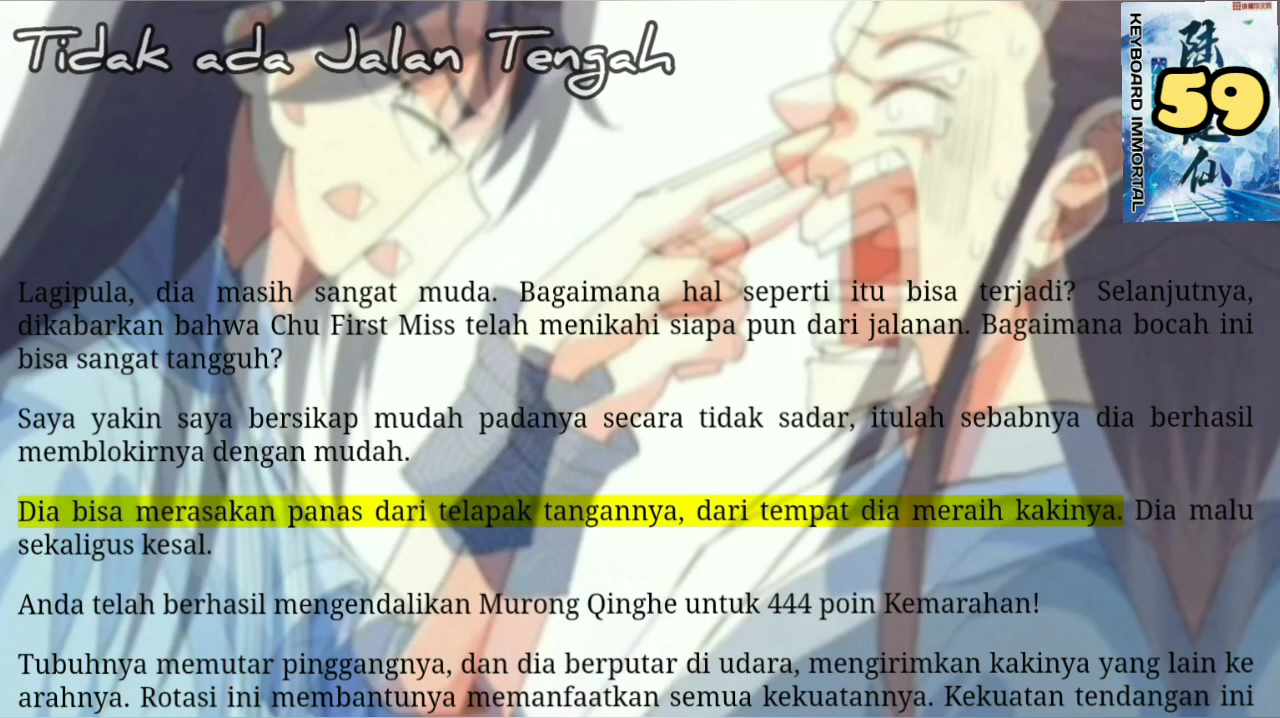 Tidak ada Jalan Tengah
KEYBOARD IMMORTAL
59
仙
Lagipula, dia masih sangat muda. Bagaimana hal seperti itu bisa terjadi? Selanjutnya,
dikabarkan bahwa Chu First Miss telah menikahi siapa pun dari jalanan. Bagaimana bocah ini
bisa sangat tangguh?
Saya yakin saya bersikap mudah padanya secara tidak sadar, itulah sebabnya dia berhasil
memblokirnya dengan mudah.
Dia bisa merasakan panas dari telapak tangannya, dari tempat dia meraih kakinya. Dia malu
sekaligus kesal.
Anda telah berhasil mengendalikan Murong Qinghe untuk 444 poin Kemarahan!
Tubuhnya memutar pinggangnya, dan dia berputar di udara, mengirimkan kakinya yang lain ke
arahnya. Rotasi ini membantunya memanfaatkan semua kekuatannya. Kekuatan tendangan ini